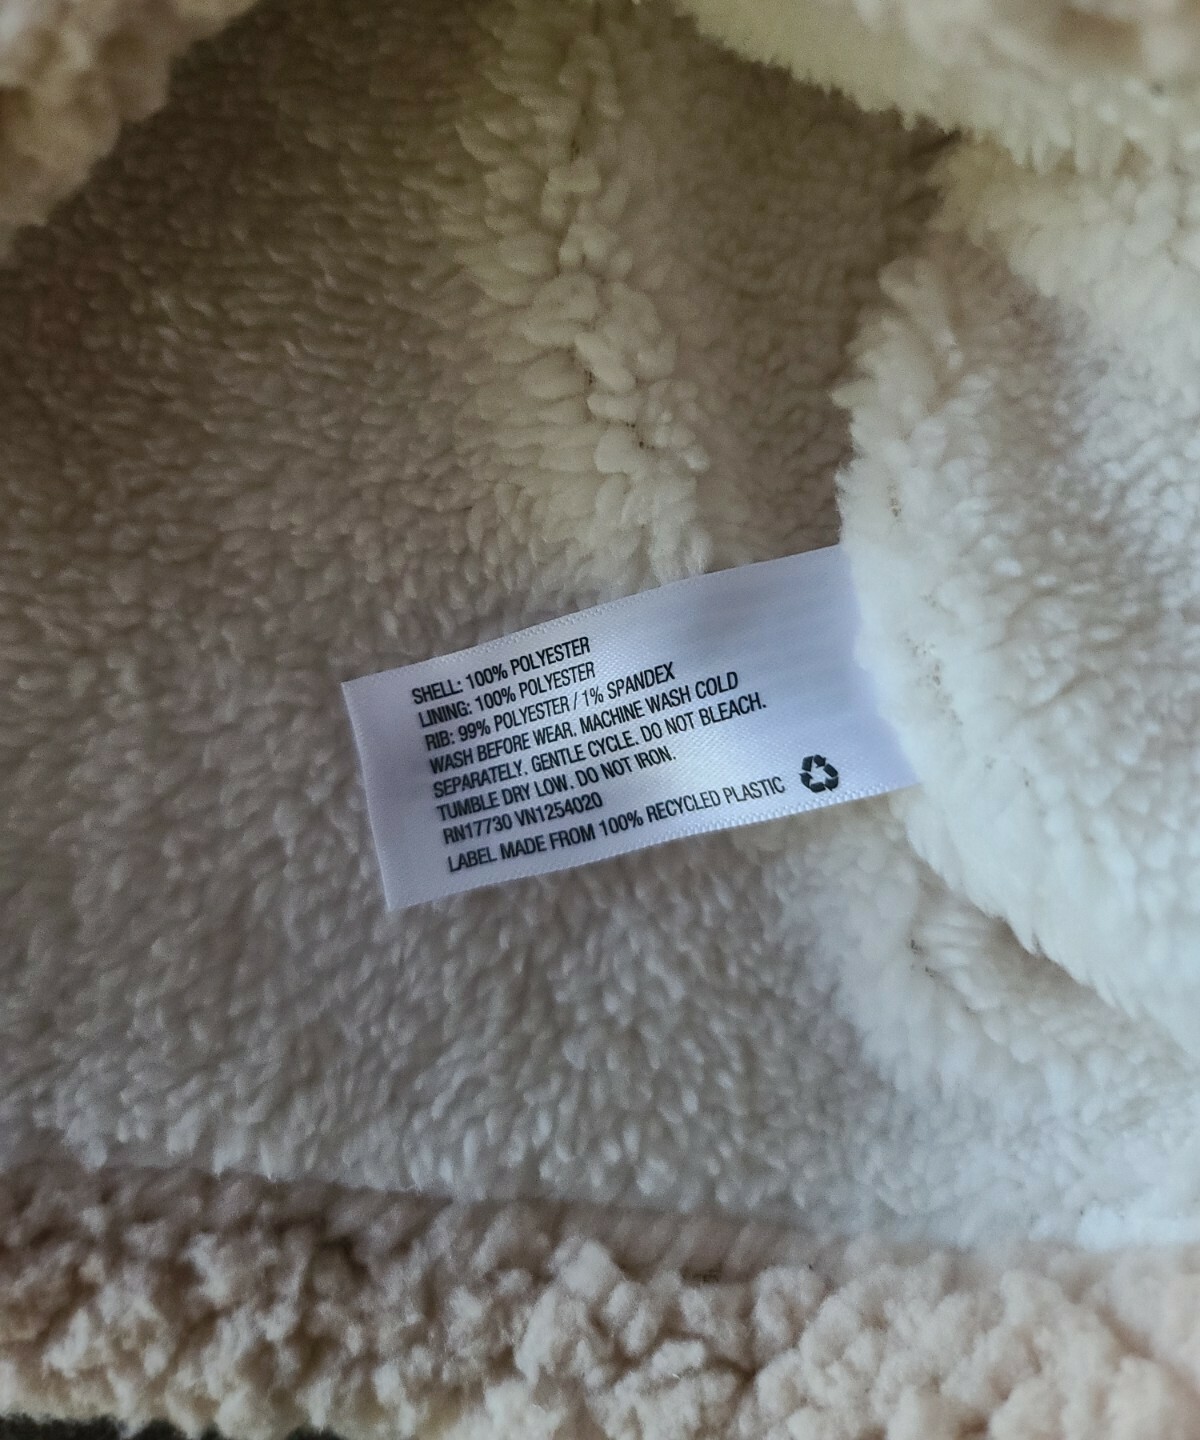 SHELL: 100% POLYESTER
LINING: 100% POLYESTER
RIB: 99% POLYESTER / 1% SPANDEX
WASH BEFORE WEAR. MACHINE WASH COLD
SEPARATELY. GENTLE CYCLE. DO NOT BLEACH.
TUMBLE DRY LOW. DO NOT IRON.
RN17730 VN1254020
LABEL MADE FROM 100% RECYCLED PLASTIC